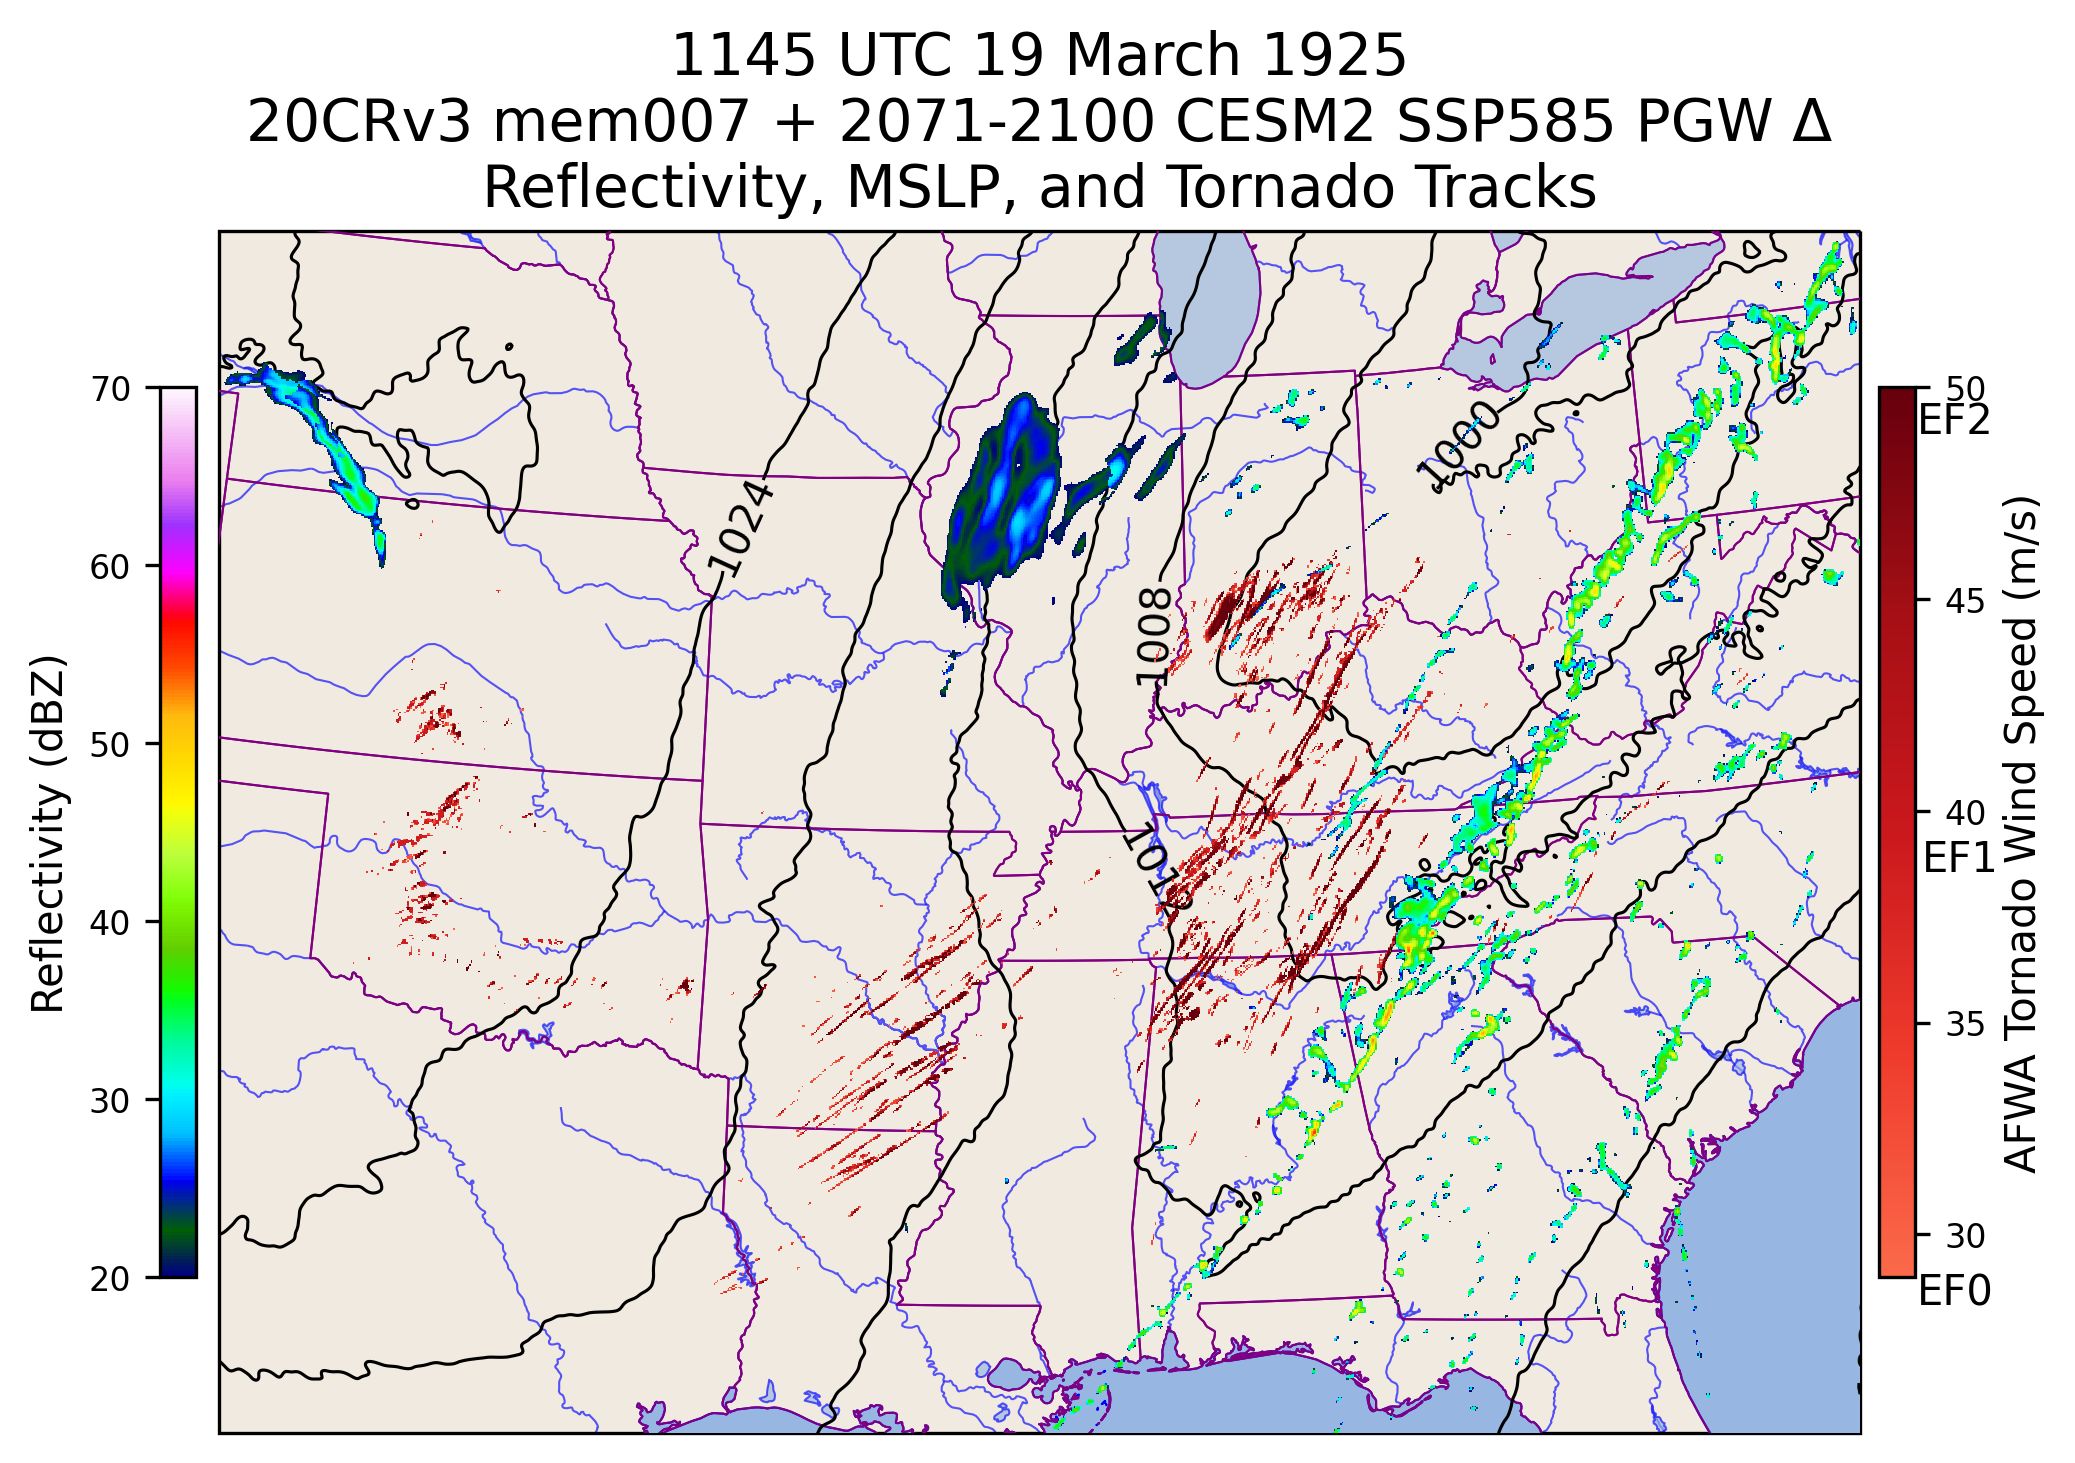 1145 UTC 19 March 1925
20CRv3 mem007 + 2071-2100 CESM2 SSP585 PGW Δ
Reflectivity, MSLP, and Tornado Tracks
70
60
50
40
30
20
Reflectivity (dBZ)
1024
1008
1016
1000
50
EF2
45
40
EF1
35
30
EF0
AFWA Tornado Wind Speed (m/s)